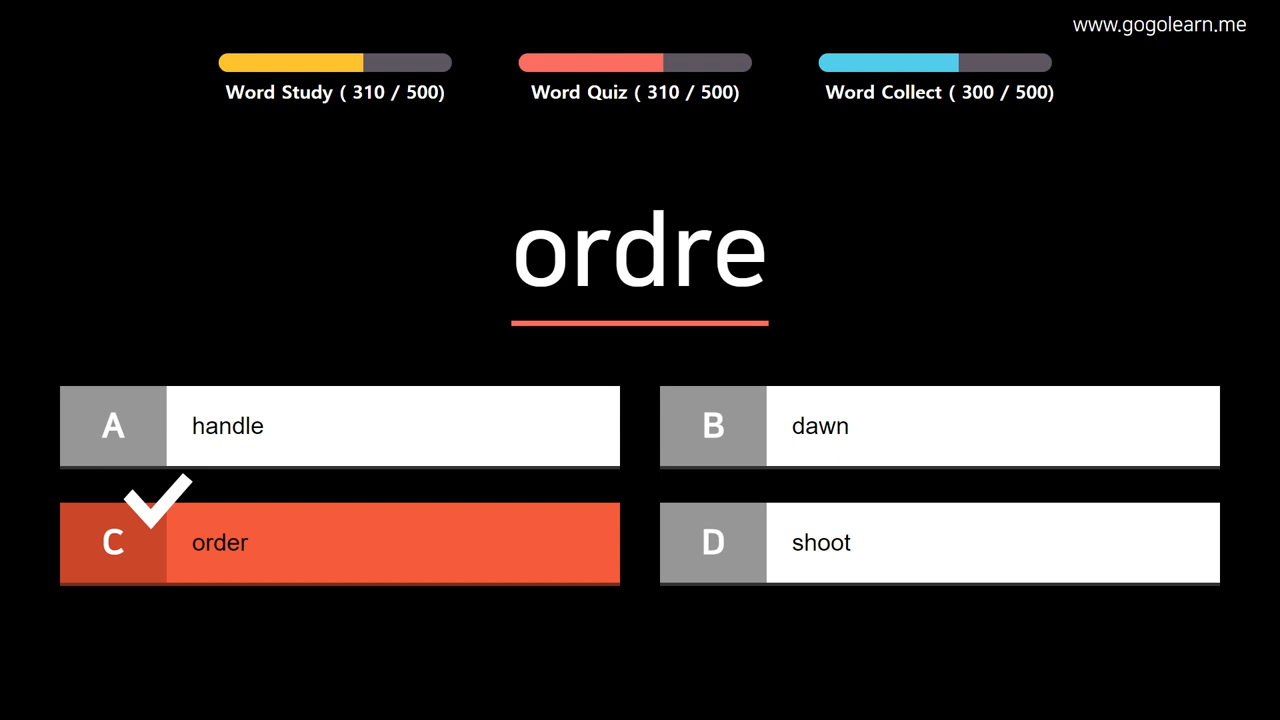 www.gogolearn.me
Word Study ( 310 / 500)
Word Quiz ( 310 / 500)
Word Collect ( 300 / 500)
ordre
A handle
B dawn
C order
D shoot